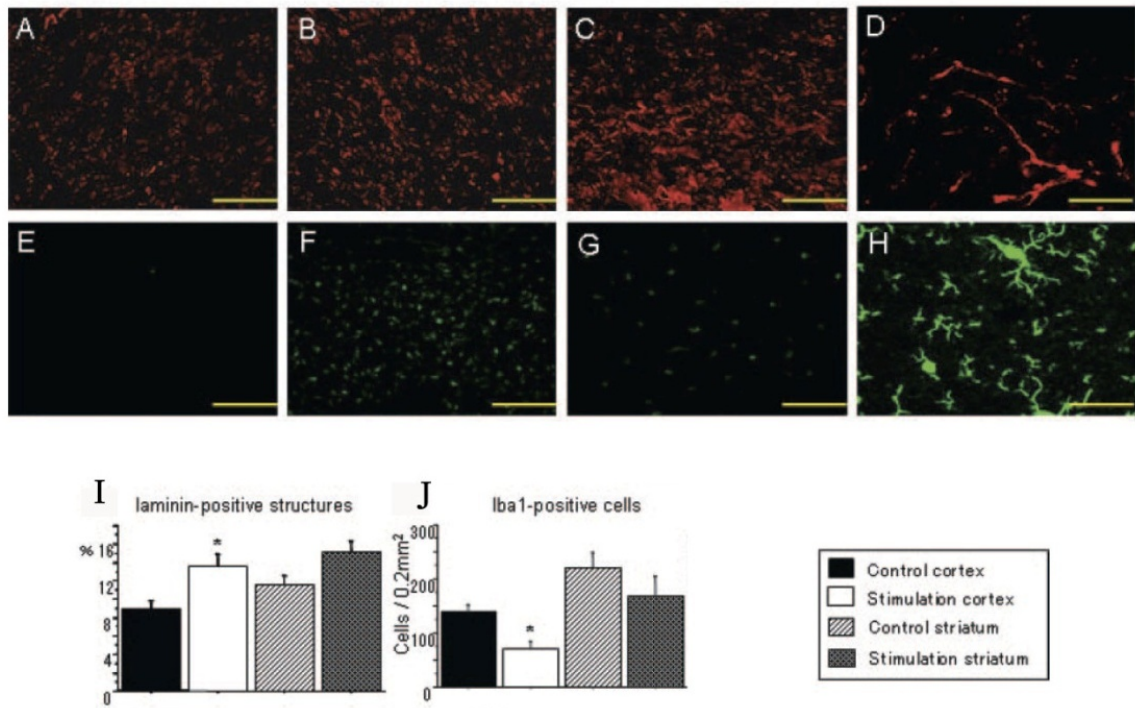 A B C D
E F G H
I laminin-positive structures
% 16
12
8
4
0
J Iba1-positive cells
Cells / 0.2mm²
300
200
100
0
*
*
Control cortex
Stimulation cortex
Control striatum
Stimulation striatum